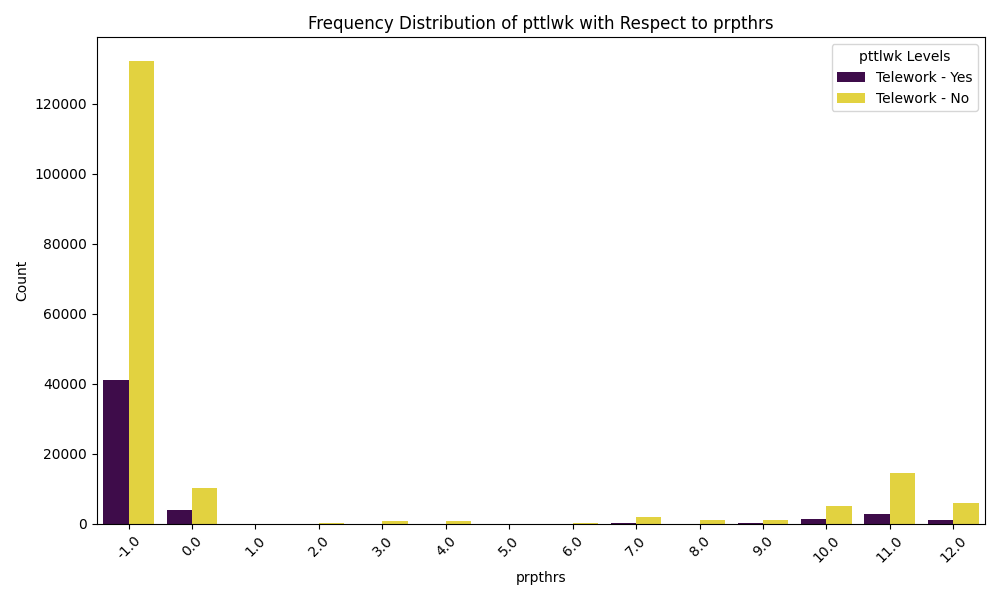 Frequency Distribution of pttlwk with Respect to prpthrs
pttlwk Levels
Telework - Yes
Telework - No
Count
120000
100000
80000
60000
40000
20000
0
-1.0 0.0 1.0 2.0 3.0 4.0 5.0 6.0 7.0 8.0 9.0 10.0 11.0 12.0
prpthrs